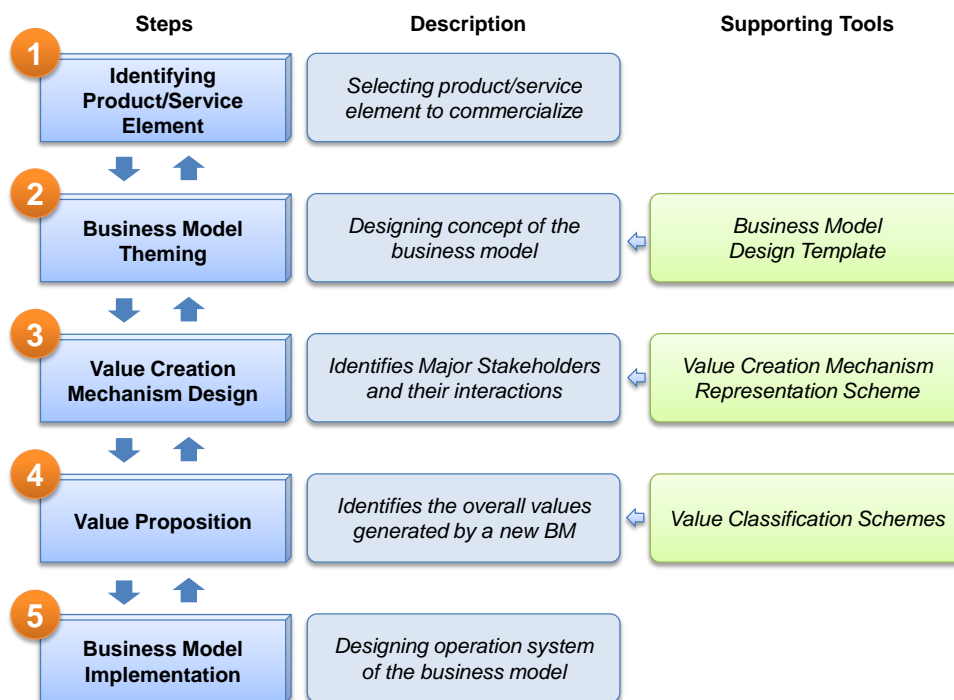 Steps
Description
Supporting Tools
1
Identifying
Product/Service
Element
Selecting product/service
element to commercialize
2
Business Model
Theming
Designing concept of the
business model
Business Model
Design Template
3
Value Creation
Mechanism Design
Identifies Major Stakeholders
and their interactions
Value Creation Mechanism
Representation Scheme
4
Value Proposition
Identifies the overall values
generated by a new BM
Value Classification Schemes
5
Business Model
Implementation
Designing operation system
of the business model